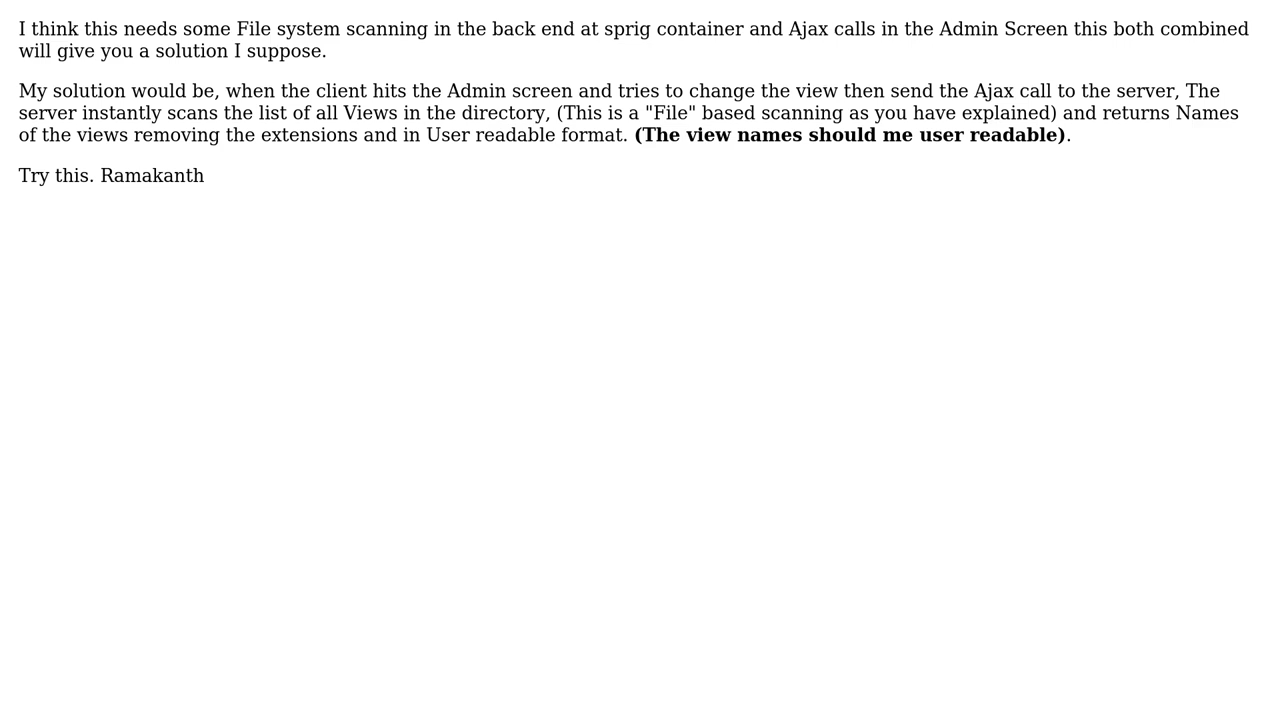 I think this needs some File system scanning in the back end at sprig container and Ajax calls in the Admin Screen this both combined
will give you a solution I suppose.
My solution would be, when the client hits the Admin screen and tries to change the view then send the Ajax call to the server, The
server instantly scans the list of all Views in the directory, (This is a "File" based scanning as you have explained) and returns Names
of the views removing the extensions and in User readable format. (The view names should me user readable).
Try this. Ramakanth